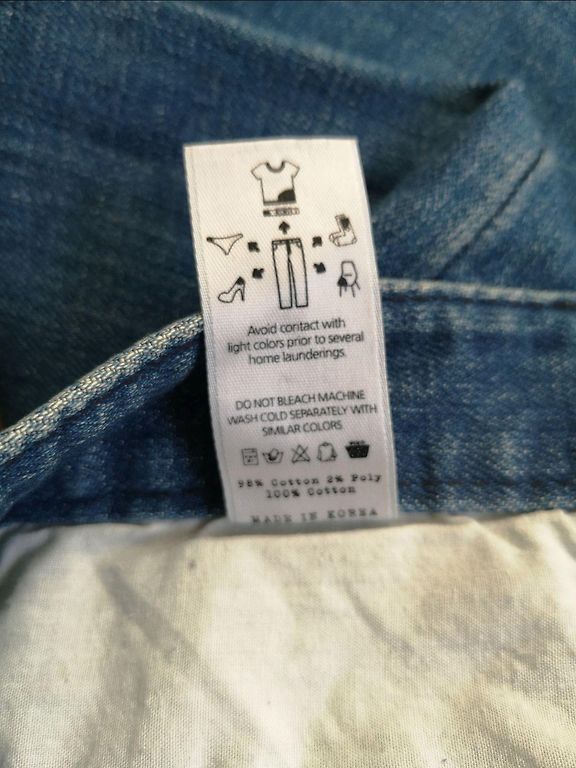 Avoid contact with
light colors prior to several
home launderings.
DO NOT BLEACH MACHINE
WASH COLD SEPARATELY WITH
SIMILAR COLORS
98% Cotton 2% Poly
100% Cotton
MADE IN KOREA